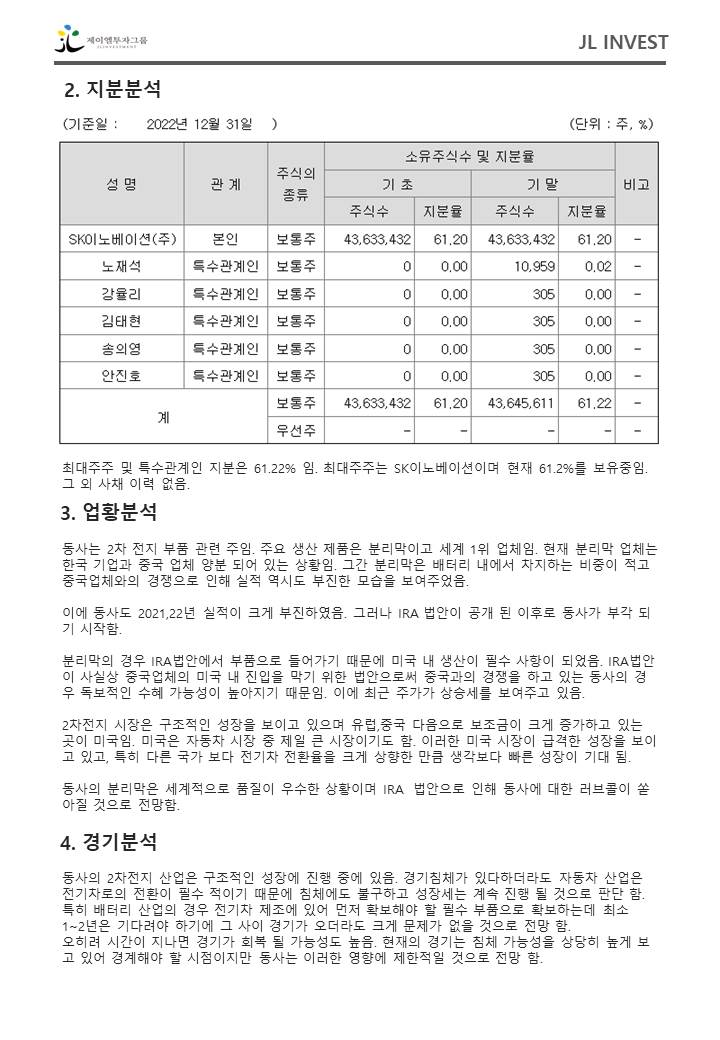 제이엘투자그룹
JLINVESTMENT
JL INVEST
2. 지분분석
(기준일 : 2022년 12월 31일 ) (단위 : 주, %)
성 명 관 계 주식의 종류 소유주식수 및 지분율 비고
기 초 기 말
주식수 지분율 주식수 지분율
SK이노베이션(주) 본인 보통주 43,633,432 61.20 43,633,432 61.20 -
노재석 특수관계인 보통주 0 0.00 10,959 0.02 -
강율리 특수관계인 보통주 0 0.00 305 0.00 -
김태현 특수관계인 보통주 0 0.00 305 0.00 -
송의영 특수관계인 보통주 0 0.00 305 0.00 -
안진호 특수관계인 보통주 0 0.00 305 0.00 -
계 보통주 43,633,432 61.20 43,645,611 61.22 -
우선주 - - - - -
최대주주 및 특수관계인 지분은 61.22% 임. 최대주주는 SK이노베이션이며 현재 61.2%를 보유중임.
그 외 사채 이력 없음.
3. 업황분석
동사는 2차 전지 부품 관련 주임. 주요 생산 제품은 분리막이고 세계 1위 업체임. 현재 분리막 업체는
한국 기업과 중국 업체 양분 되어 있는 상황임. 그간 분리막은 배터리 내에서 차지하는 비중이 적고
중국업체와의 경쟁으로 인해 실적 역시도 부진한 모습을 보여주었음.
이에 동사도 2021,22년 실적이 크게 부진하였음. 그러나 IRA 법안이 공개 된 이후로 동사가 부각 되
기 시작함.
분리막의 경우 IRA법안에서 부품으로 들어가기 때문에 미국 내 생산이 필수 사항이 되었음. IRA법안
이 사실상 중국업체의 미국 내 진입을 막기 위한 법안으로써 중국과의 경쟁을 하고 있는 동사의 경
우 독보적인 수혜 가능성이 높아지기 때문임. 이에 최근 주가가 상승세를 보여주고 있음.
2차전지 시장은 구조적인 성장을 보이고 있으며 유럽,중국 다음으로 보조금이 크게 증가하고 있는
곳이 미국임. 미국은 자동차 시장 중 제일 큰 시장이기도 함. 이러한 미국 시장이 급격한 성장을 보이
고 있고, 특히 다른 국가 보다 전기차 전환율을 크게 상향한 만큼 생각보다 빠른 성장이 기대 됨.
동사의 분리막은 세계적으로 품질이 우수한 상황이며 IRA 법안으로 인해 동사에 대한 러브콜이 쏟
아질 것으로 전망함.
4. 경기분석
동사의 2차전지 산업은 구조적인 성장에 진행 중에 있음. 경기침체가 있다하더라도 자동차 산업은
전기차로의 전환이 필수 적이기 때문에 침체에도 불구하고 성장세는 계속 진행 될 것으로 판단 함.
특히 배터리 산업의 경우 전기차 제조에 있어 먼저 확보해야 할 필수 부품으로 확보하는데 최소
1~2년은 기다려야 하기에 그 사이 경기가 오더라도 크게 문제가 없을 것으로 전망 함.
오히려 시간이 지나면 경기가 회복 될 가능성도 높음. 현재의 경기는 침체 가능성을 상당히 높게 보
고 있어 경계해야 할 시점이지만 동사는 이러한 영향에 제한적일 것으로 전망 함.